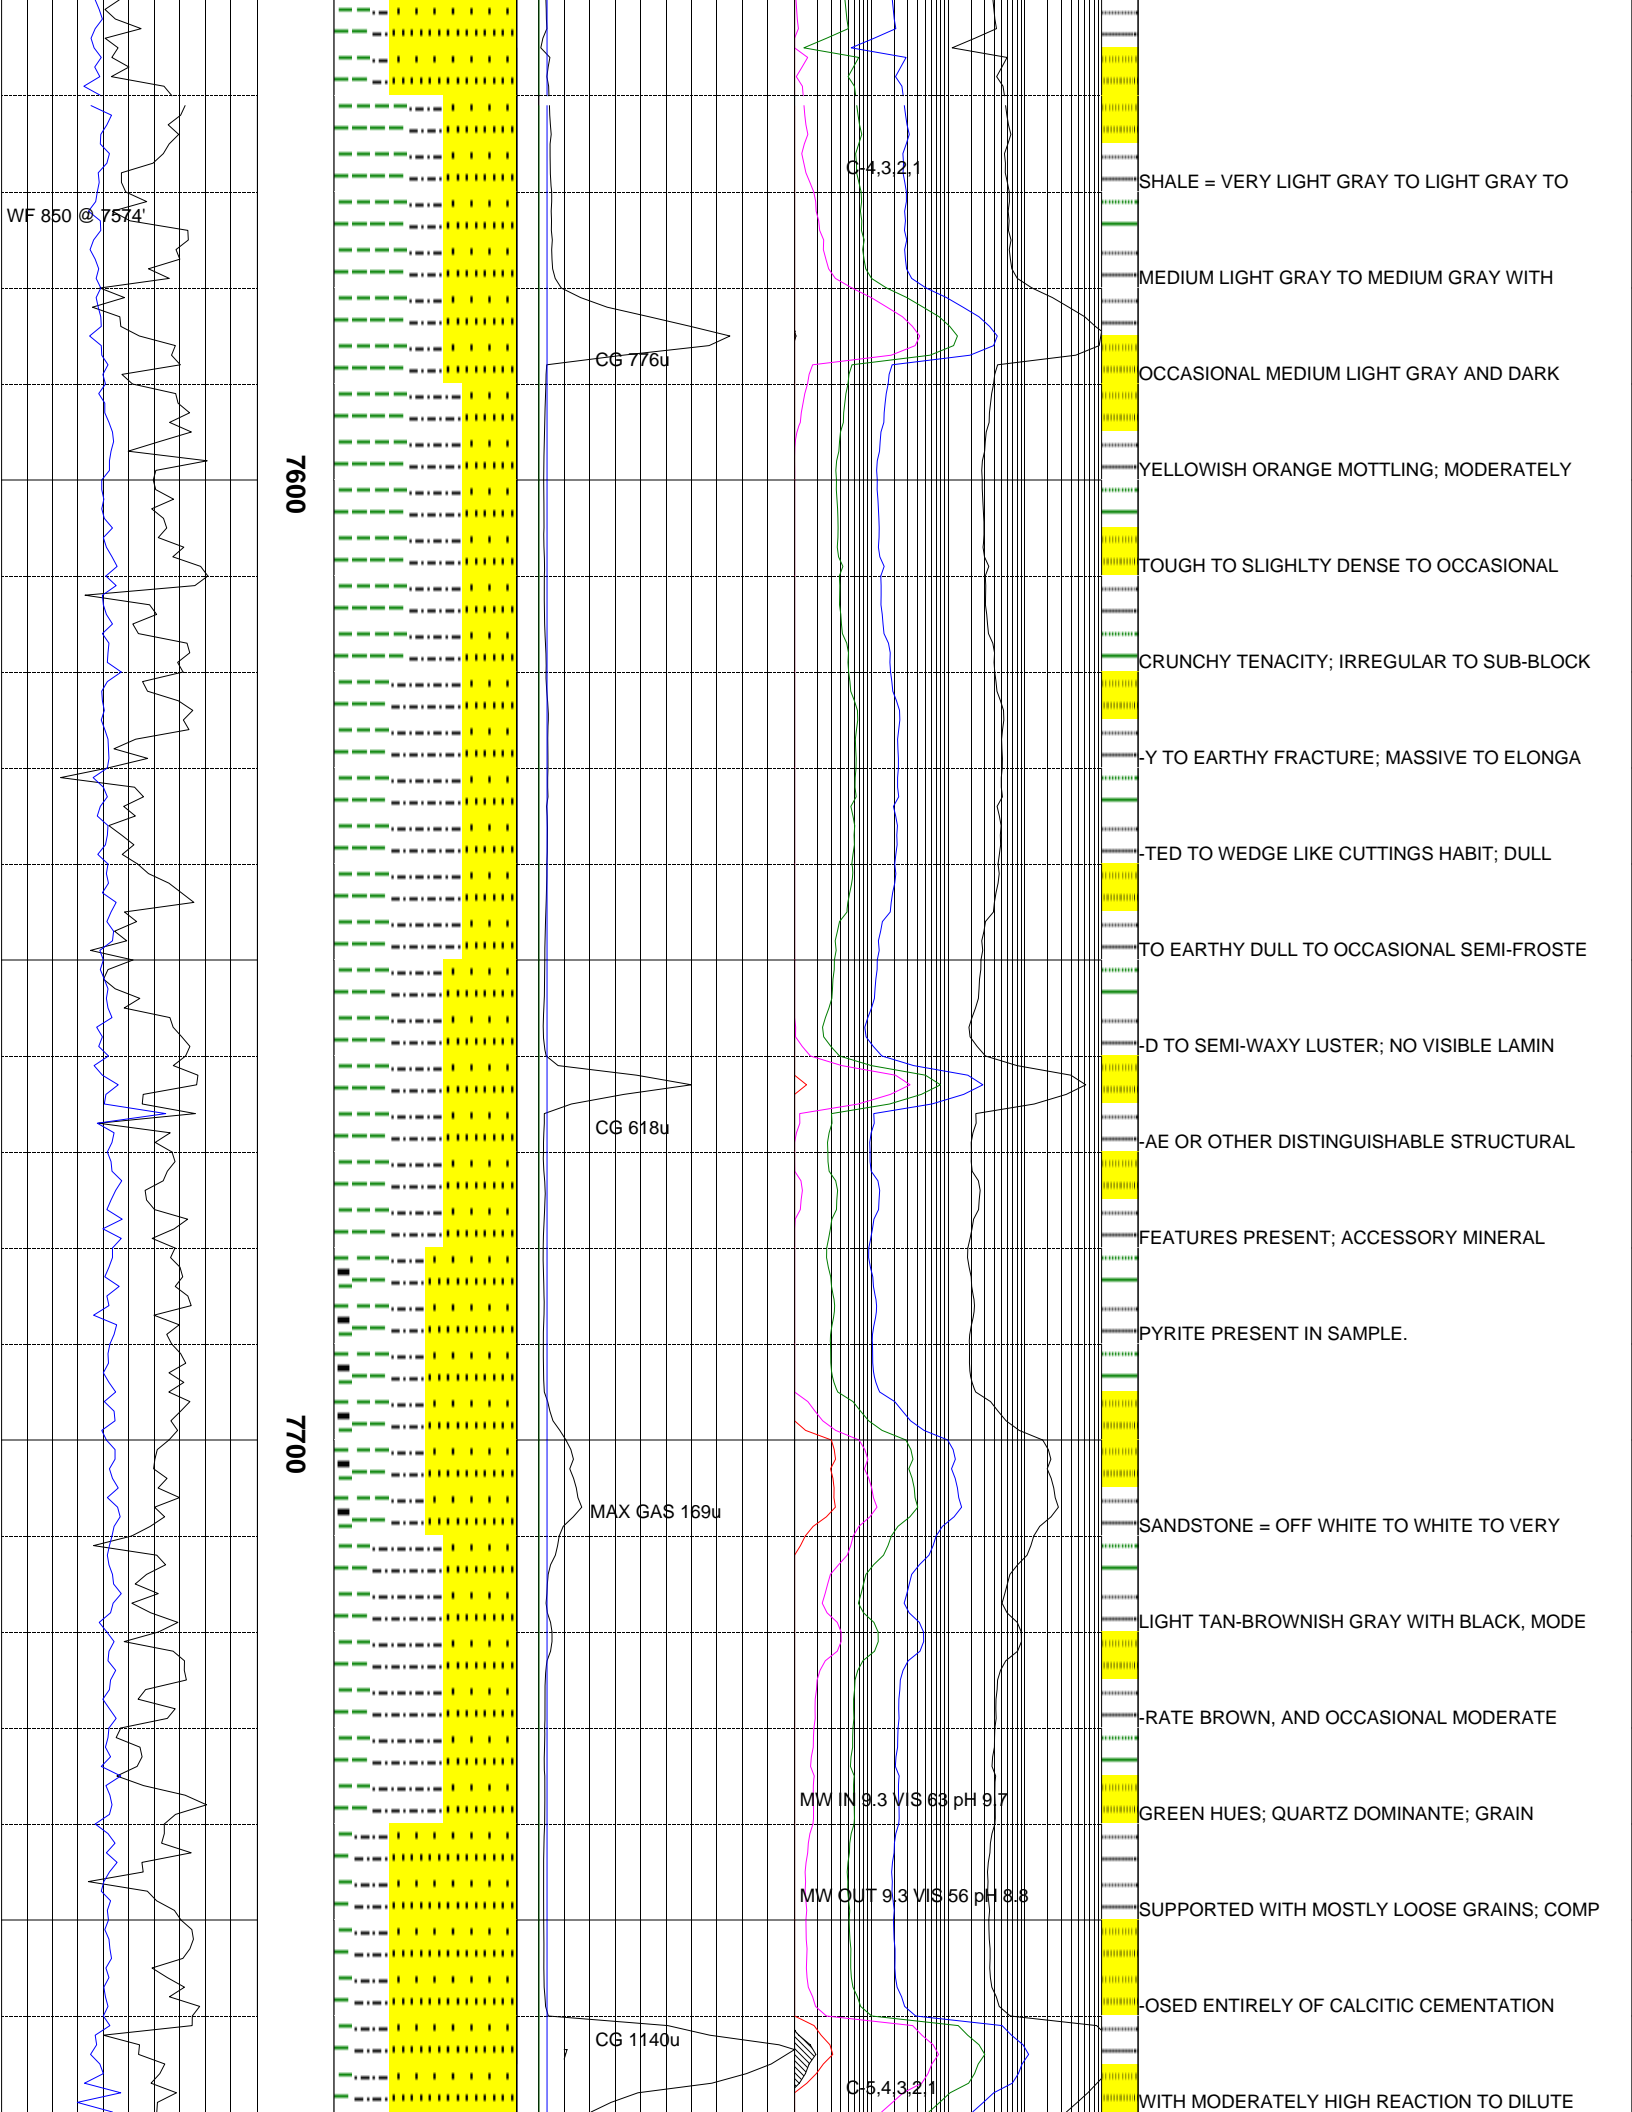 C-4,3,2,1
SHALE = VERY LIGHT GRAY TO LIGHT GRAY TO
WF 850 @ 7574'
MEDIUM LIGHT GRAY TO MEDIUM GRAY WITH
CG 776u
OCCASIONAL MEDIUM LIGHT GRAY AND DARK
YELLOWISH ORANGE MOTTLING; MODERATELY
7600
TOUGH TO SLIGHLTY DENSE TO OCCASIONAL
CRUNCHY TENACITY; IRREGULAR TO SUB-BLOCK
-Y TO EARTHY FRACTURE; MASSIVE TO ELONGA
-TED TO WEDGE LIKE CUTTINGS HABIT; DULL
TO EARTHY DULL TO OCCASIONAL SEMI-FROSTE
-D TO SEMI-WAXY LUSTER; NO VISIBLE LAMIN
CG 618u
-AE OR OTHER DISTINGUISHABLE STRUCTURAL
FEATURES PRESENT; ACCESSORY MINERAL
PYRITE PRESENT IN SAMPLE.
7700
MAX GAS 169u
SANDSTONE = OFF WHITE TO WHITE TO VERY
LIGHT TAN-BROWNISH GRAY WITH BLACK, MODE
-RATE BROWN, AND OCCASIONAL MODERATE
MW IN 9.3 VIS 63 pH 9.7
GREEN HUES; QUARTZ DOMINANTE; GRAIN
MW OUT 9.3 VIS 56 pH 8.8
SUPPORTED WITH MOSTLY LOOSE GRAINS; COMP
-OSED ENTIRELY OF CALCITIC CEMENTATION
CG 1140u
C-5,4,3,2,1
WITH MODERATELY HIGH REACTION TO DILUTE